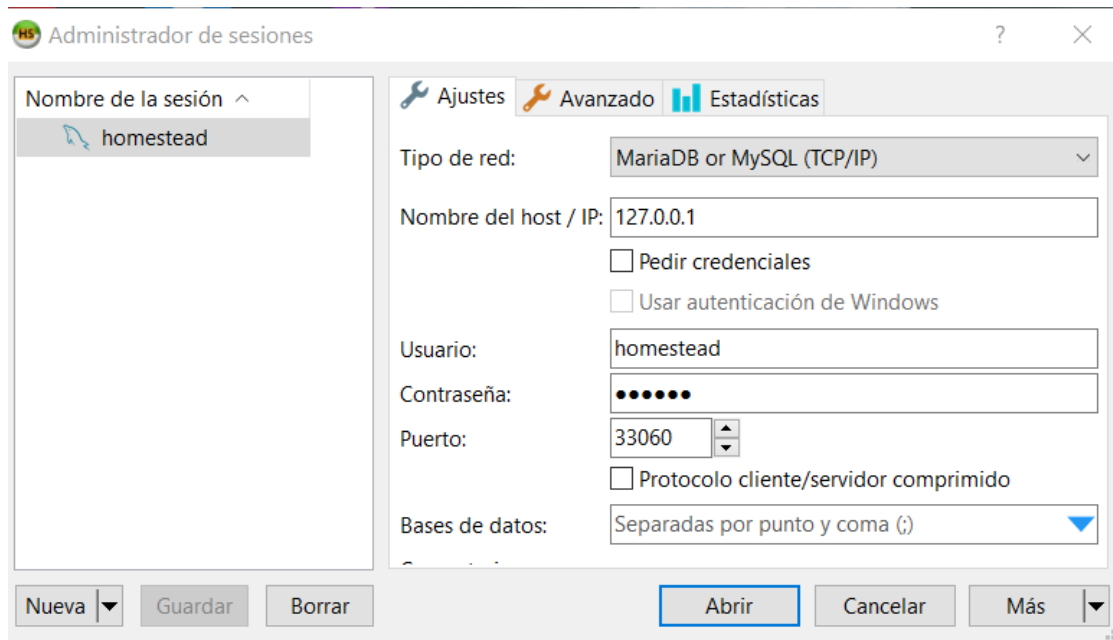 HS Administrador de sesiones ?
Nombre de la sesión
homestead
Ajustes Avanzado Estadísticas
Tipo de red: MariaDB or MySQL (TCP/IP)
Nombre del host / IP: 127.0.0.1
Pedir credenciales
Usar autenticación de Windows
Usuario: homestead
Contraseña: ●●●●●●
Puerto: 33060
Protocolo cliente/servidor comprimido
Bases de datos: Separadas por punto y coma (;)
Nueva Guardar Borrar Abrir Cancelar Más